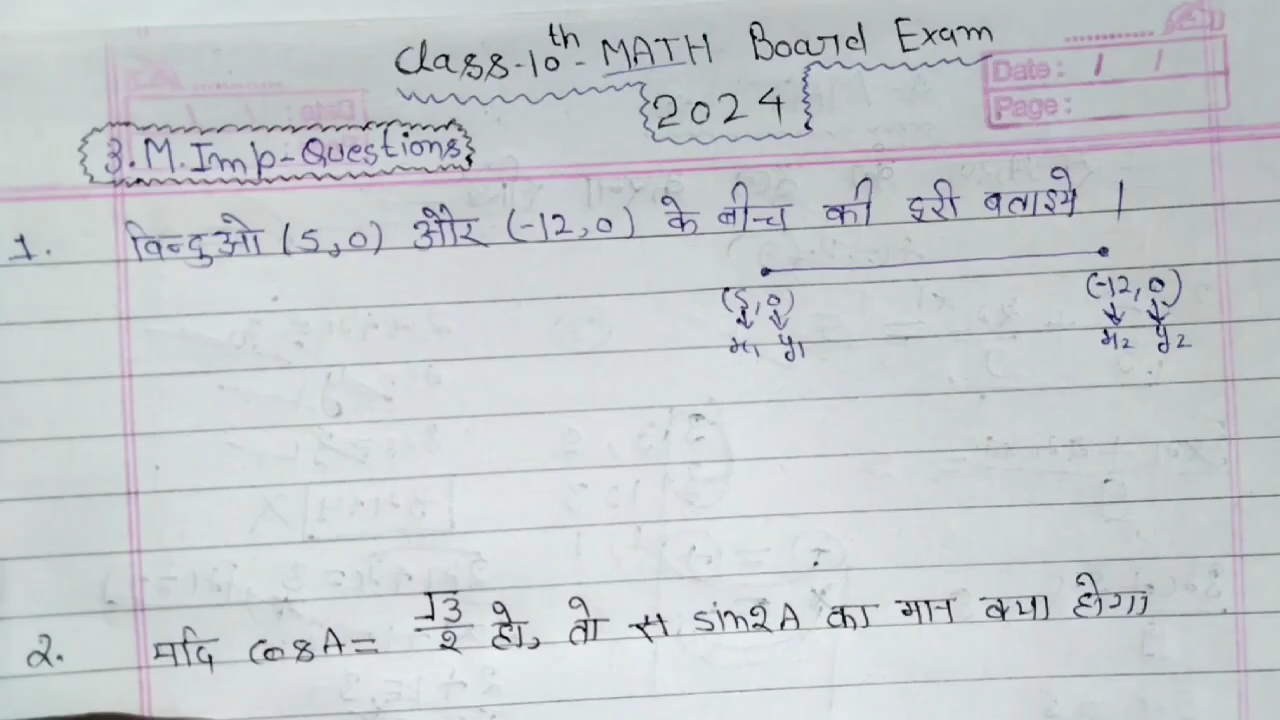 Class-10th-MATH Board Exam
2024
Date: / /
Page:
3.M.Imp-Questions
1. विन्दुओ (5,0) और (-12,0) के बीच की दूरी बताइये |
(5,0) (-12,0)
x₁ y₁ x₂ y₂
2. यदि cosA = √3/2 हो, तो sin2A का मान क्या होगा